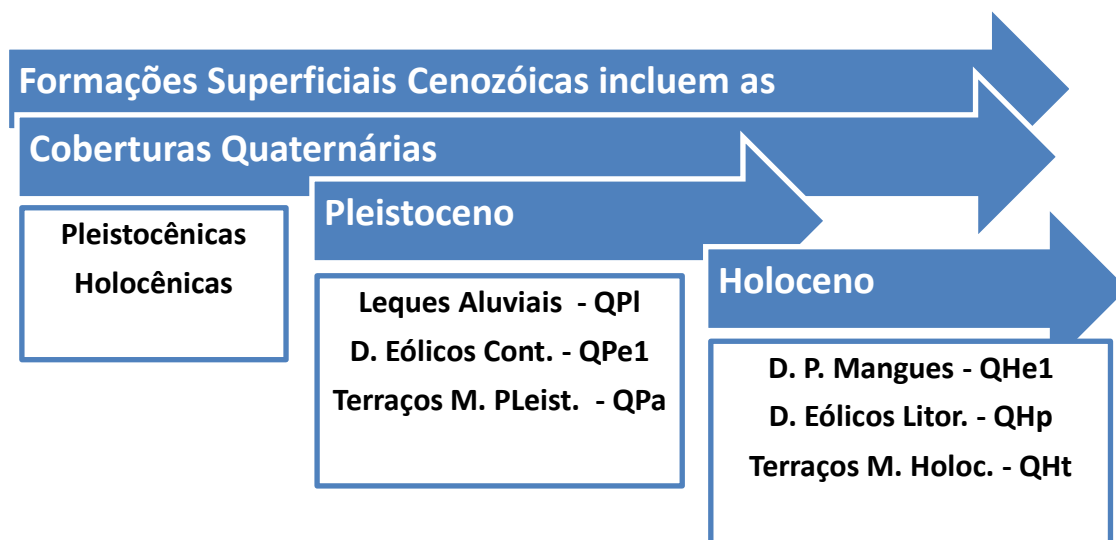 Formações Superficiais Cenozóicas incluem as
Coberturas Quaternárias
Pleistocênicas
Holocênicas
Pleistoceno
Leques Aluviais - QPl
D. Eólicos Cont. - QPe1
Terraços M. PLeist. - QPa
Holoceno
D. P. Mangues - QHe1
D. Eólicos Litor. - QHp
Terraços M. Holoc. - QHt